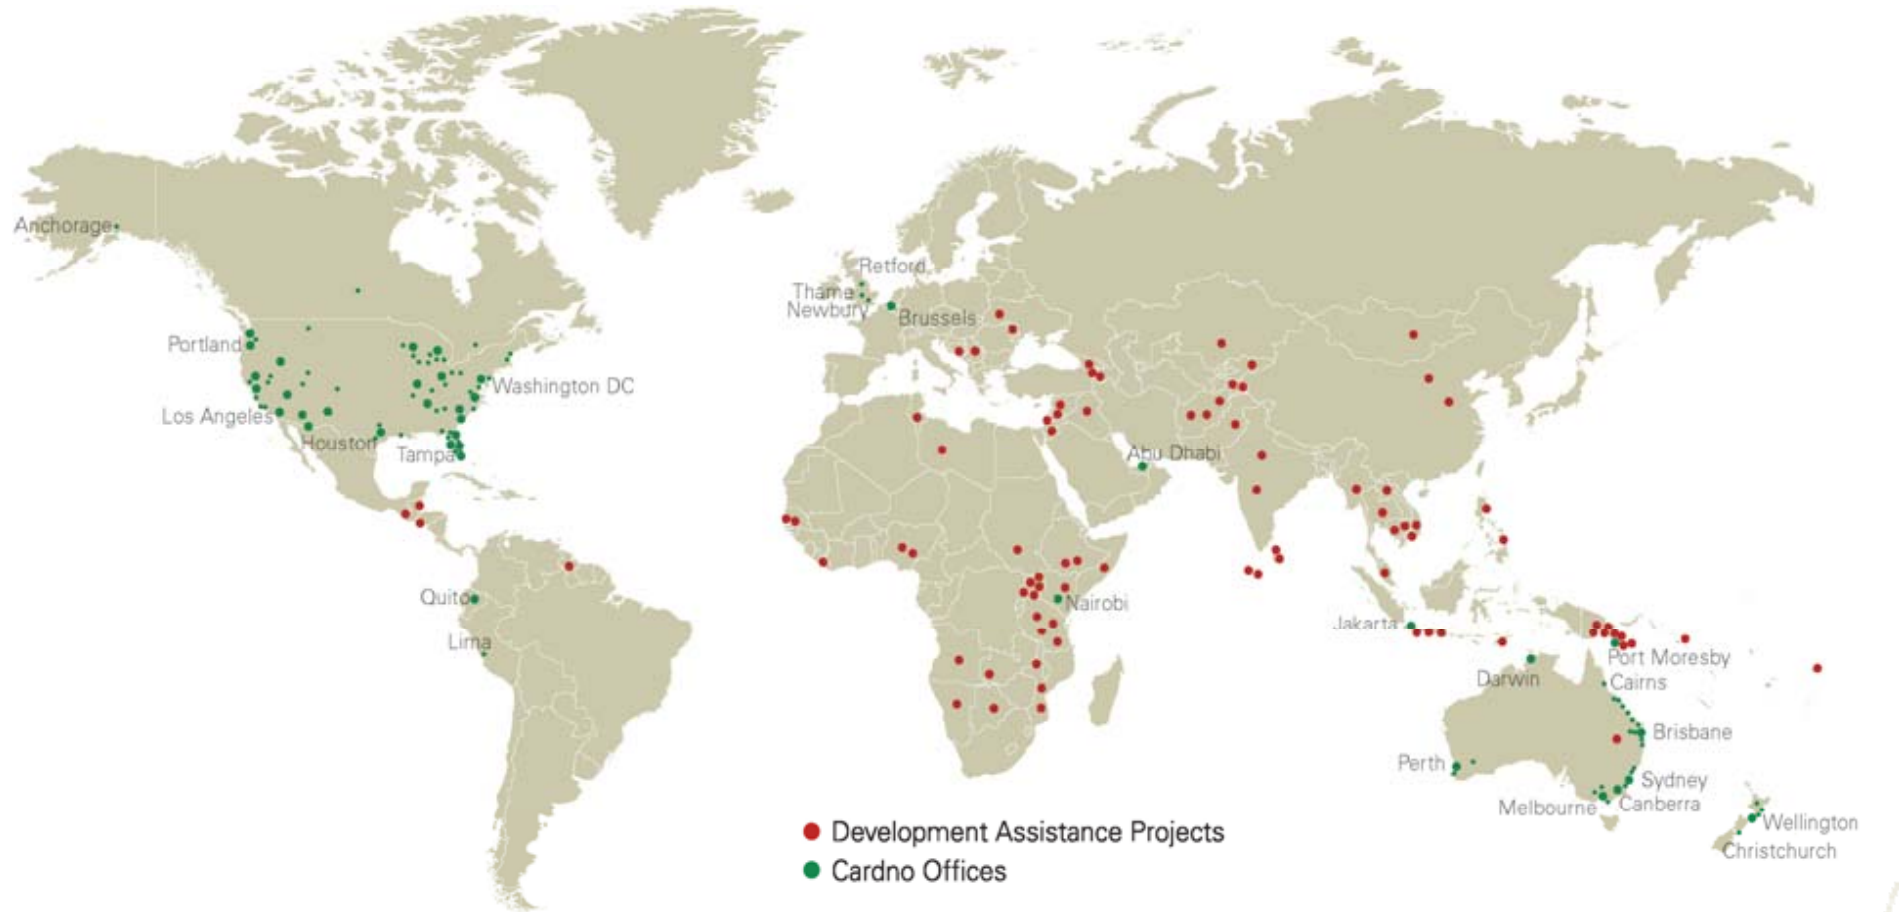 Anchorage
Retford
Thame
Newbury
Brussels
Portland
Washington DC
Los Angeles
Houston
Tampa
Abu Dhabi
Quito
Nairobi
Lima
Jakarta
Port Moresby
Darwin
Cairns
Brisbane
Perth
Sydney
Melbourne
Canberra
Wellington
Christchurch
Development Assistance Projects
Cardno Offices